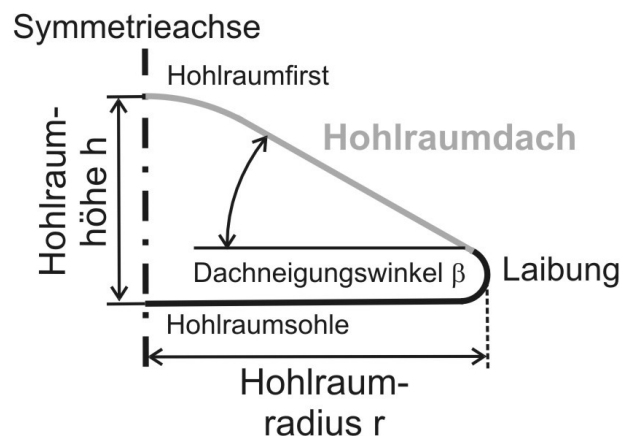 Symmetrieachse
Hohlraumfirst
Hohlraumdach
Hohlraum-
höhe h
Dachneigungswinkel β
Laibung
Hohlraumsohle
Hohlraum-
radius r